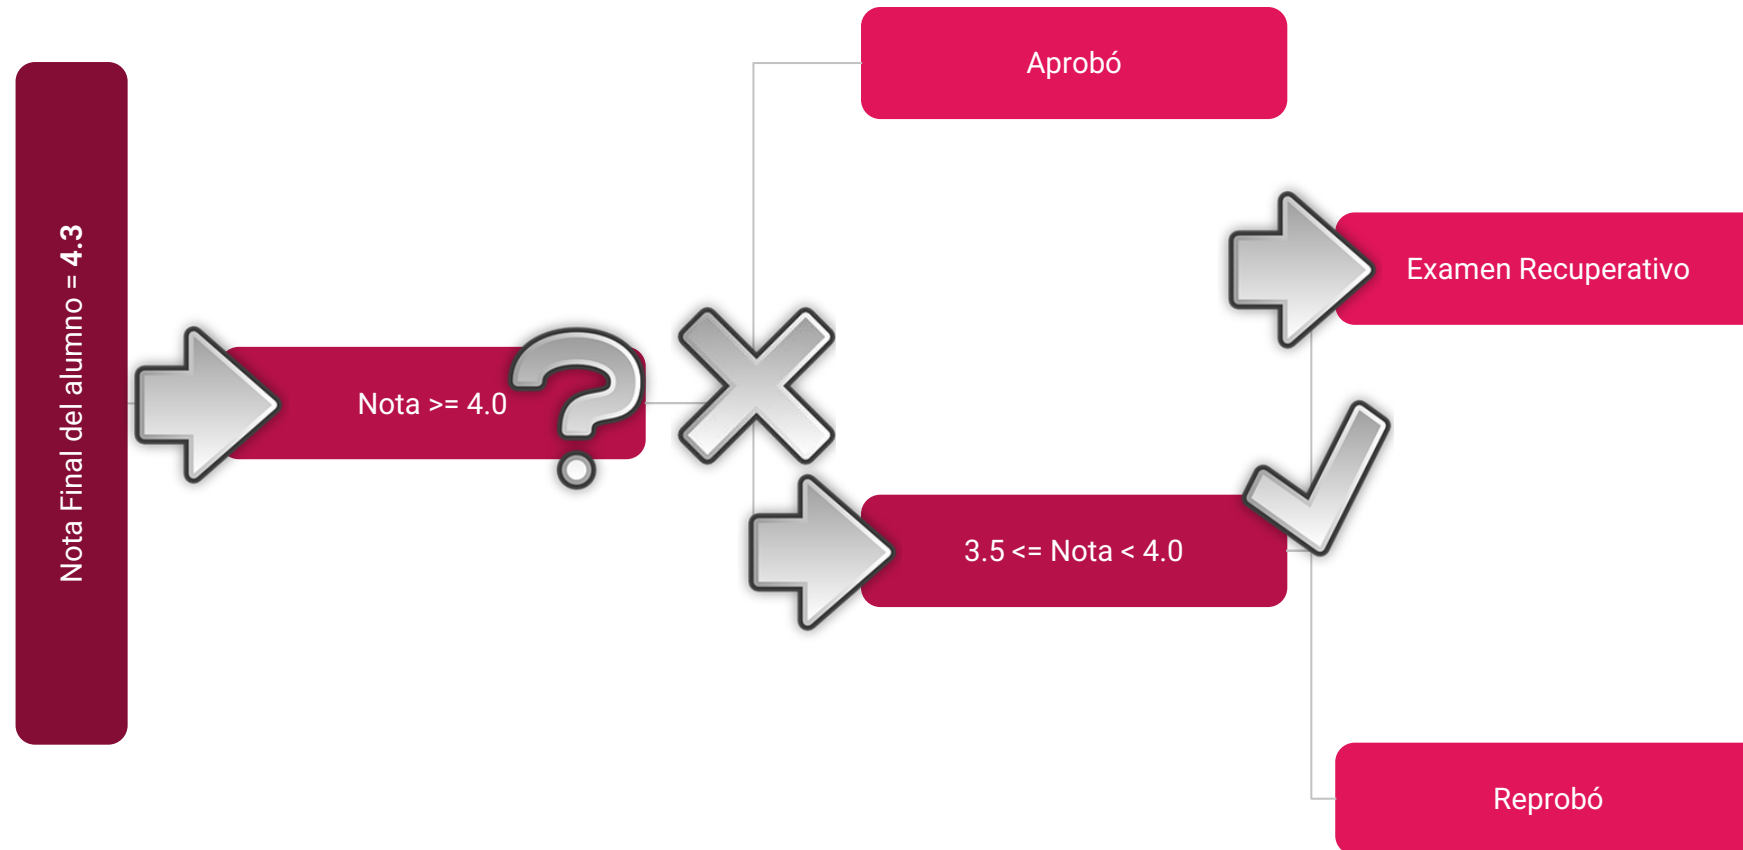 Nota Final del alumno = 4.3
Nota >= 4.0
Aprobó
3.5 <= Nota < 4.0
Examen Recuperativo
Reprobó